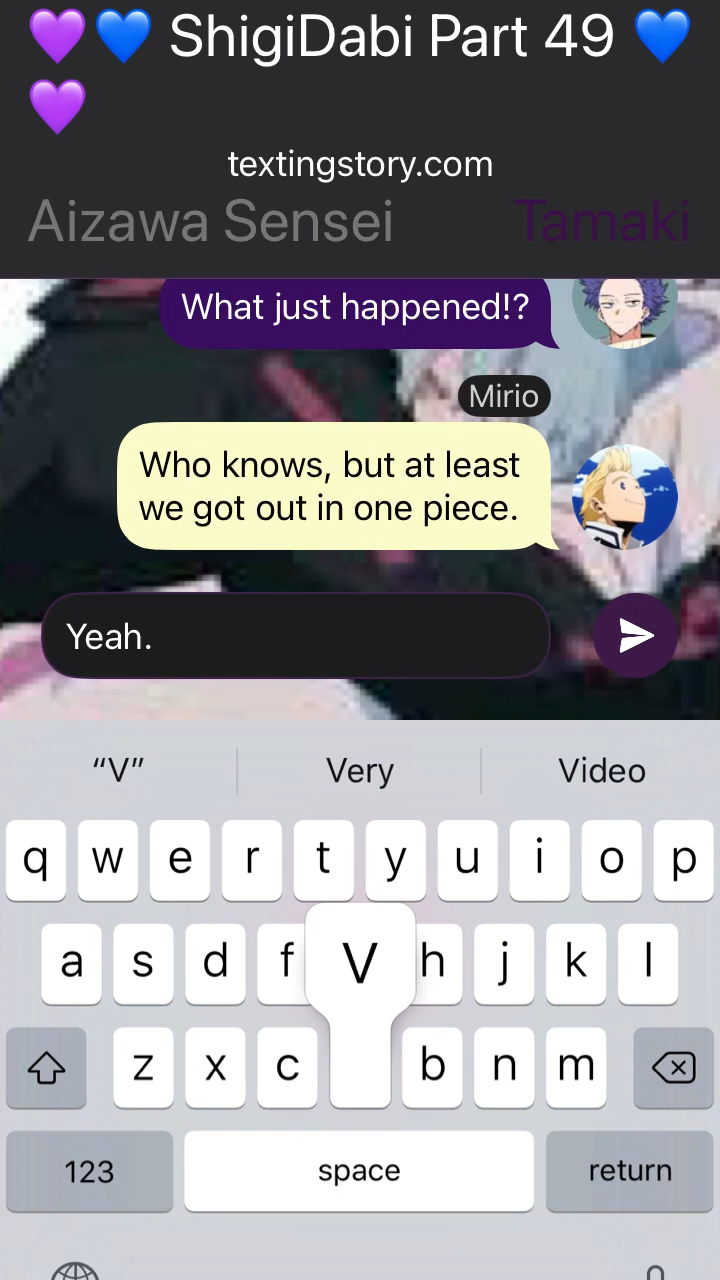 💜💙 ShigiDabi Part 49 💙
💜
textingstory.com
Aizawa Sensei Tamaki
What just happened!?
Mirio
Who knows, but at least
we got out in one piece.
Yeah.
“V” Very Video
q w e r t y u i o p
a s d f V h j k l
z x c b n m
123 space return